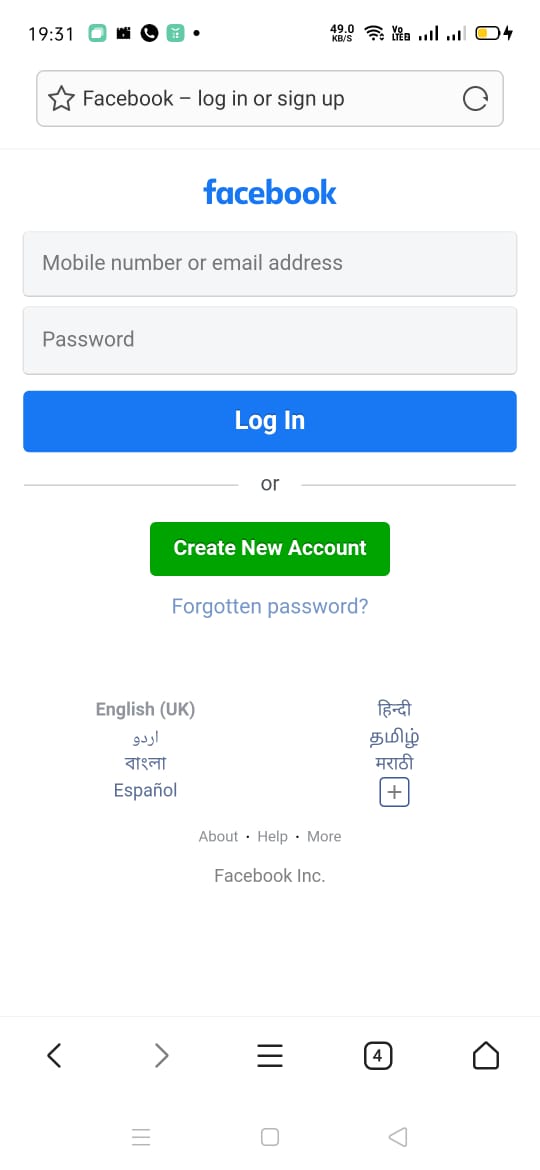 19:31 49.0 KB/S Vo LTE2
Facebook – log in or sign up
facebook
Mobile number or email address
Password
Log In
or
Create New Account
Forgotten password?
English (UK) हिन्दी
اردو தமிழ்
বাংলা मराठी
Español +
About · Help · More
Facebook Inc.
4